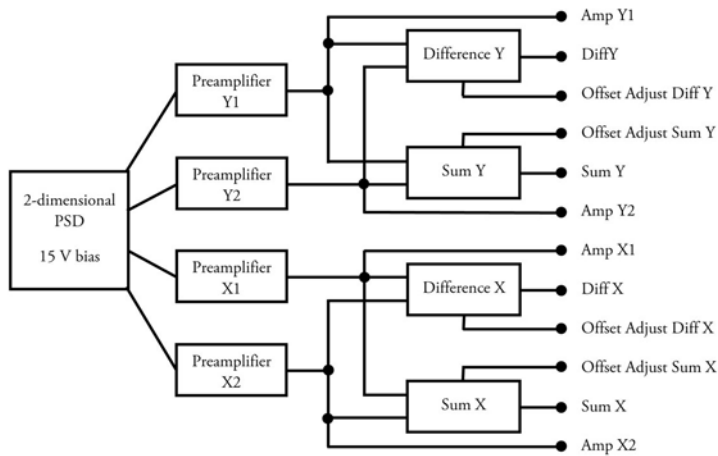 2-dimensional
PSD
15 V bias
Preamplifier
Y1
Preamplifier
Y2
Preamplifier
X1
Preamplifier
X2
Difference Y
Sum Y
Difference X
Sum X
Amp Y1
DiffY
Offset Adjust Diff Y
Offset Adjust Sum Y
Sum Y
Amp Y2
Amp X1
Diff X
Offset Adjust Diff X
Offset Adjust Sum X
Sum X
Amp X2